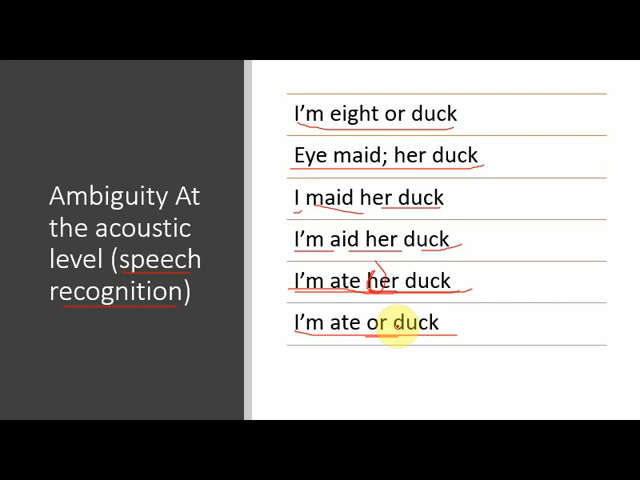 Ambiguity At
the acoustic
level (speech
recognition)
I'm eight or duck
Eye maid; her duck
I maid her duck
I'm aid her duck
I'm ate her duck
I'm ate or duck